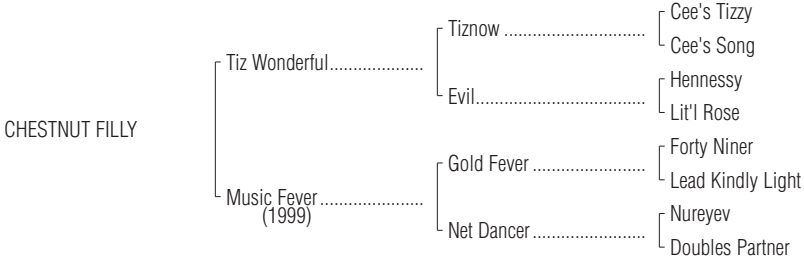 Cee's Tizzy
Tiznow ..............................
Cee's Song
Tiz Wonderful....................
Hennessy
Evil....................................
Lit'l Rose
CHESTNUT FILLY
Forty Niner
Gold Fever ........................
Lead Kindly Light
Music Fever ......................
(1999)
Nureyev
Net Dancer ........................
Doubles Partner